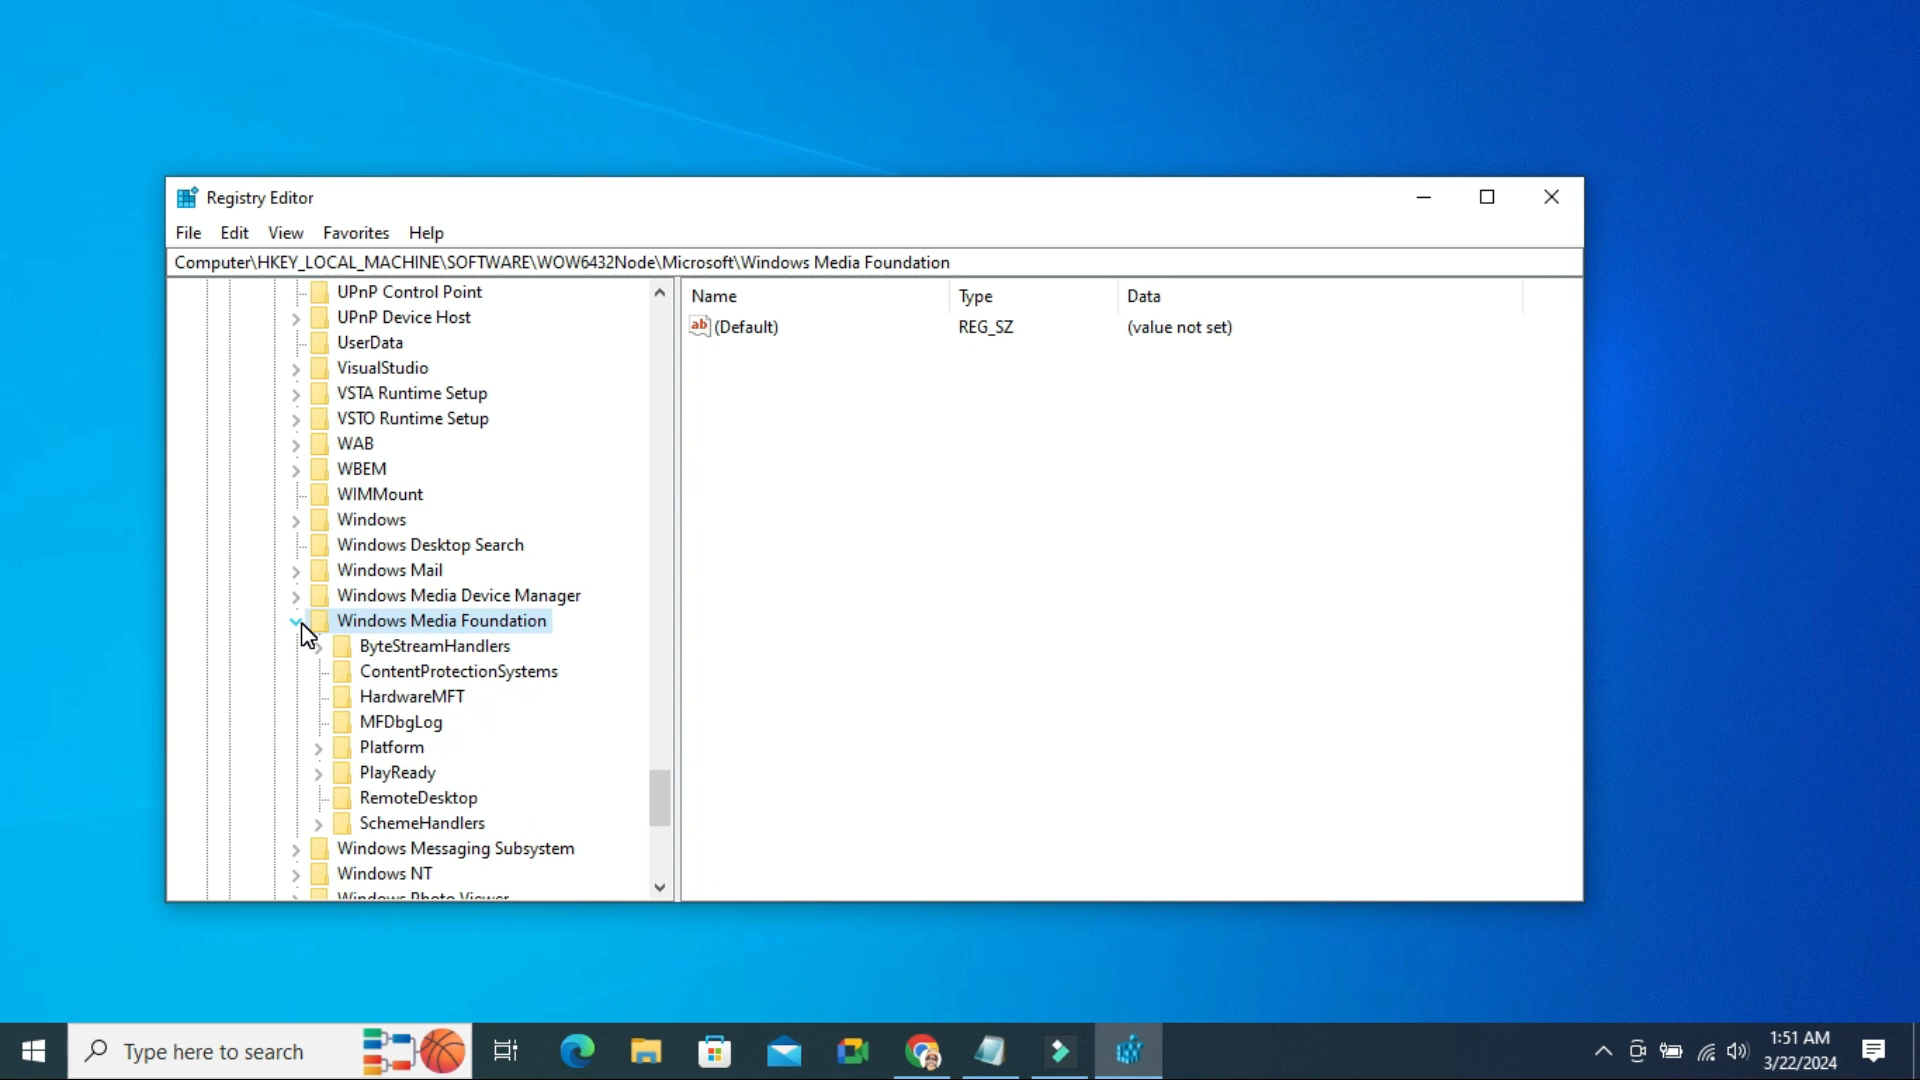 Registry Editor
File Edit View Favorites Help
Computer\HKEY_LOCAL_MACHINE\SOFTWARE\WOW6432Node\Microsoft\Windows Media Foundation
UPnP Control Point
UPnP Device Host
UserData
VisualStudio
VSTA Runtime Setup
VSTO Runtime Setup
WAB
WBEM
WIMMount
Windows
Windows Desktop Search
Windows Mail
Windows Media Device Manager
Windows Media Foundation
ByteStreamHandlers
ContentProtectionSystems
HardwareMFT
MFDbgLog
Platform
PlayReady
RemoteDesktop
SchemeHandlers
Windows Messaging Subsystem
Windows NT
Windows Photo Viewer
Name Type Data
ab (Default) REG_SZ (value not set)
Type here to search
1:51 AM
3/22/2024